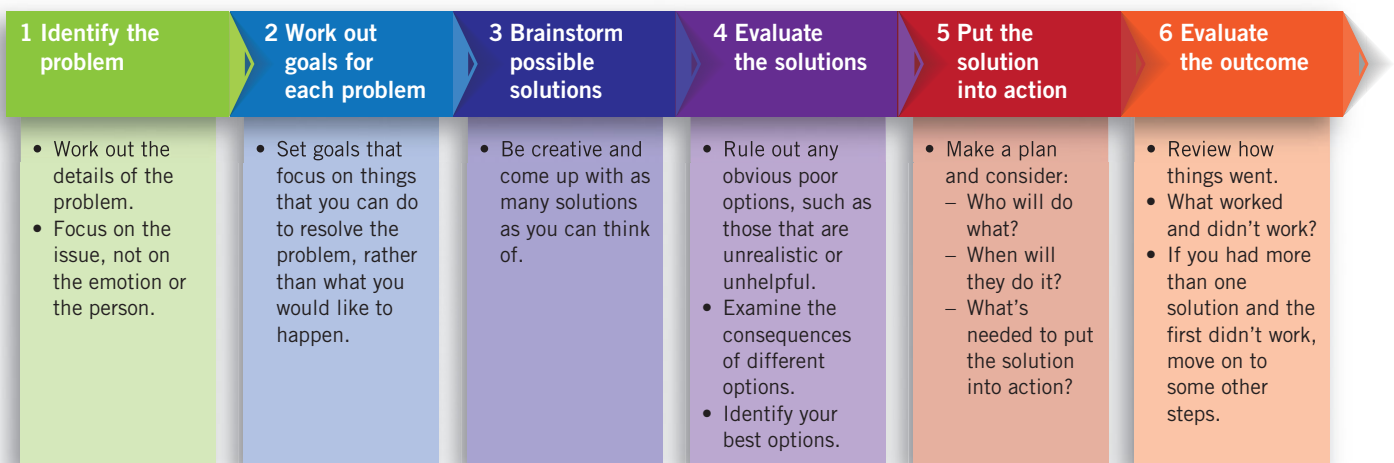 1 Identify the
problem
• Work out the
details of the
problem.
• Focus on the
issue, not on
the emotion or
the person.
2 Work out
goals for
each problem
• Set goals that
focus on things
that you can do
to resolve the
problem, rather
than what you
would like to
happen.
3 Brainstorm
possible
solutions
• Be creative and
come up with as
many solutions
as you can think
of.
4 Evaluate
the solutions
• Rule out any
obvious poor
options, such as
those that are
unrealistic or
unhelpful.
• Examine the
consequences
of different
options.
• Identify your
best options.
5 Put the
solution
into action
• Make a plan
and consider:
– Who will do
what?
– When will
they do it?
– What’s
needed to put
the solution
into action?
6 Evaluate
the outcome
• Review how
things went.
• What worked
and didn’t work?
• If you had more
than one
solution and the
first didn’t work,
move on to
some other
steps.